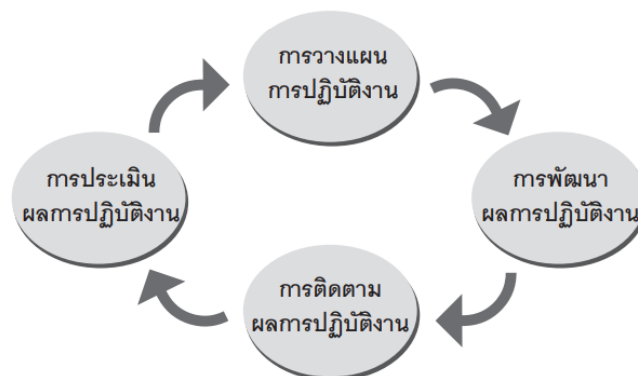 การวางแผน
การปฏิบัติงาน
การพัฒนา
ผลการปฏิบัติงาน
การติดตาม
ผลการปฏิบัติงาน
การประเมิน
ผลการปฏิบัติงาน